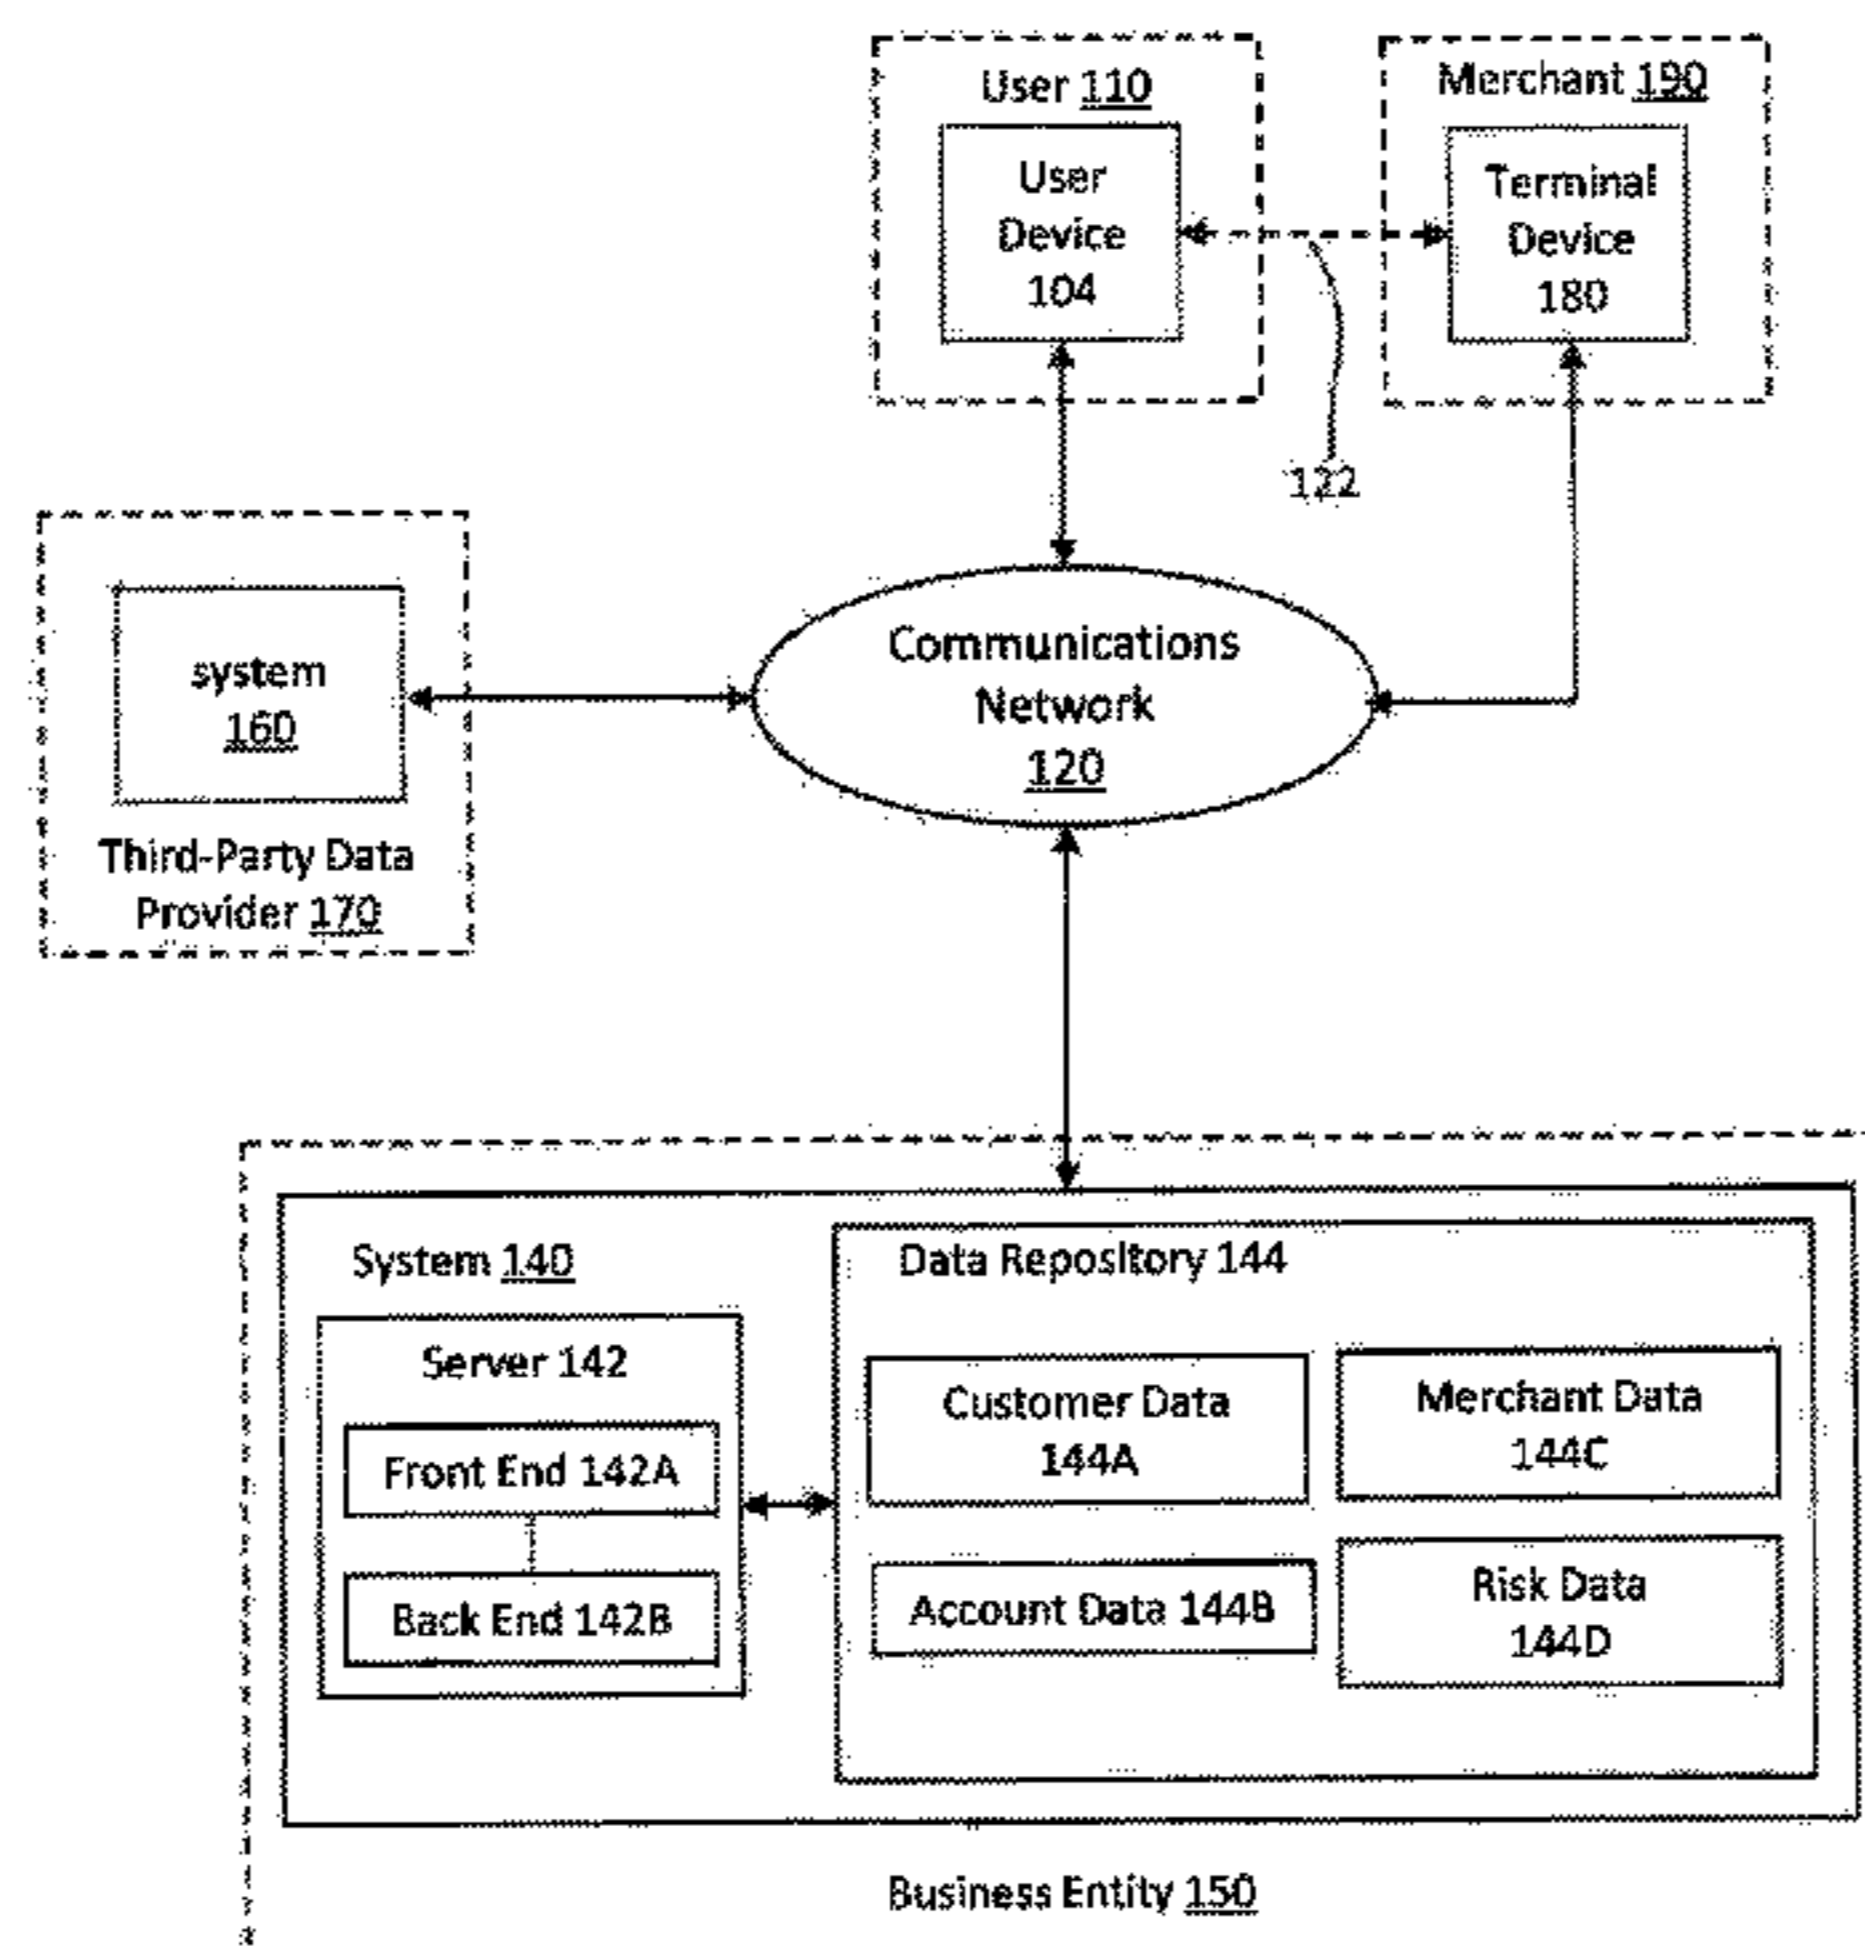 User 110
User
Device
104
Merchant 190
Terminal
Device
180
122
system
160
Third-Party Data
Provider 170
Communications
Network
120
System 140
Server 142
Front End 142A
Back End 142B
Data Repository 144
Customer Data
144A
Merchant Data
144C
Account Data 144B
Risk Data
144D
Business Entity 150